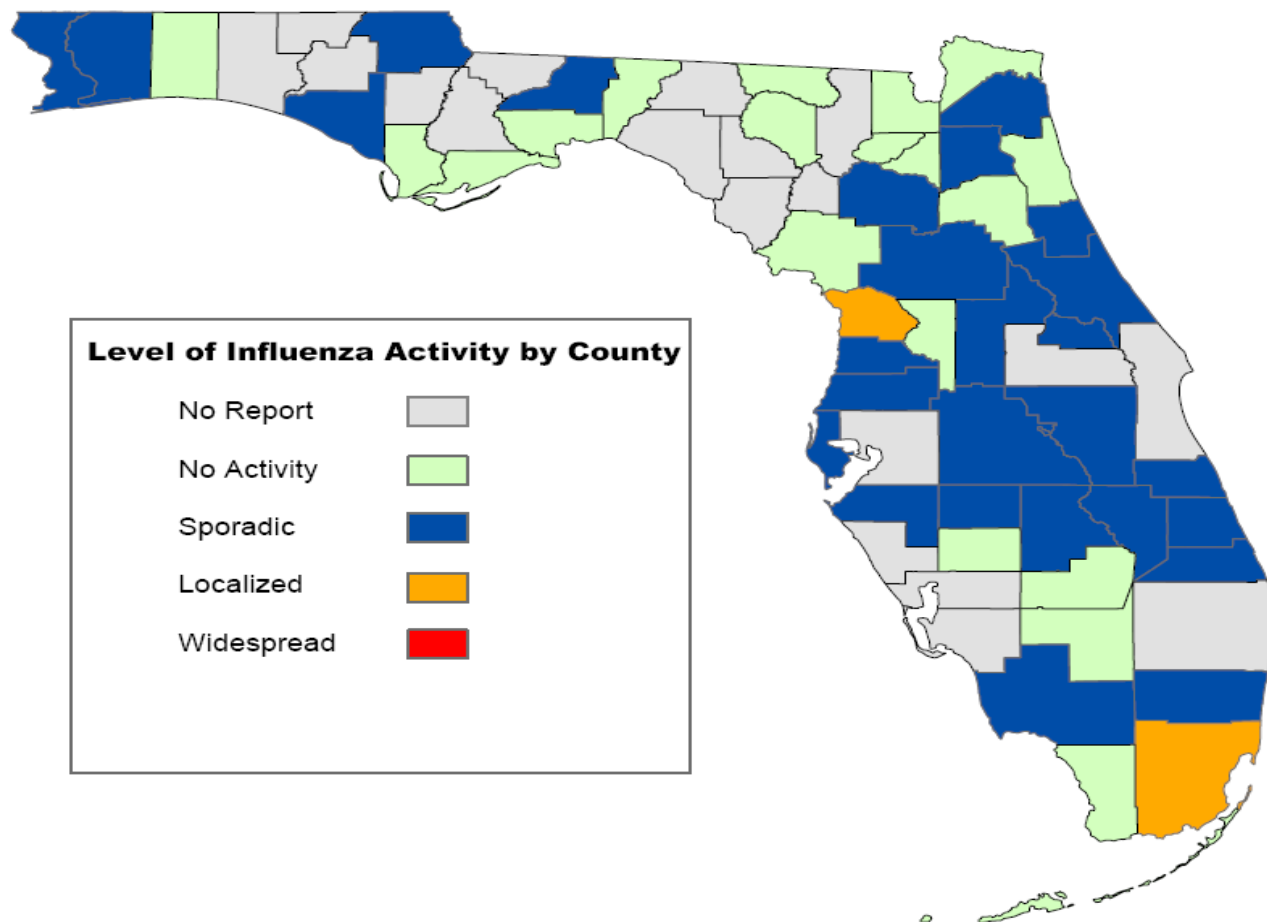 Level of Influenza Activity by County
No Report
No Activity
Sporadic
Localized
Widespread